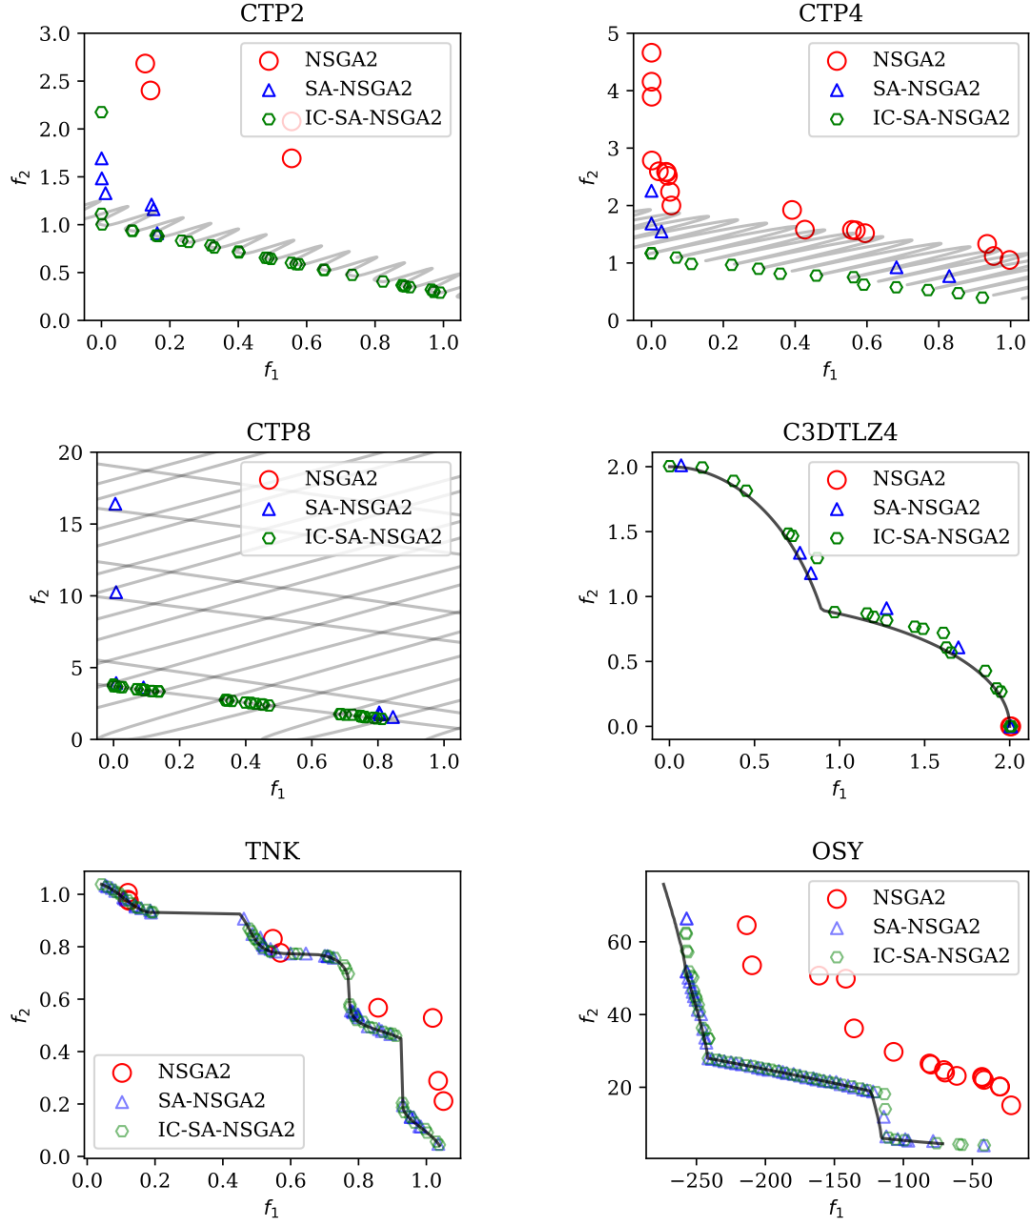 CTP2
3.0
2.5
2.0
1.5
1.0
0.5
0.0
f2
NSGA2
SA-NSGA2
IC-SA-NSGA2
0.0 0.2 0.4 0.6 0.8 1.0
f1
CTP4
5
4
3
2
1
0
f2
NSGA2
SA-NSGA2
IC-SA-NSGA2
0.0 0.2 0.4 0.6 0.8 1.0
f1
CTP8
20
15
10
5
0
f2
NSGA2
SA-NSGA2
IC-SA-NSGA2
0.0 0.2 0.4 0.6 0.8 1.0
f1
C3DTLZ4
2.0
1.5
1.0
0.5
0.0
f2
NSGA2
SA-NSGA2
IC-SA-NSGA2
0.0 0.5 1.0 1.5 2.0
f1
TNK
1.0
0.8
0.6
0.4
0.2
0.0
f2
NSGA2
SA-NSGA2
IC-SA-NSGA2
0.0 0.2 0.4 0.6 0.8 1.0
f1
OSY
60
40
20
f2
NSGA2
SA-NSGA2
IC-SA-NSGA2
−250 −200 −150 −100 −50
f1